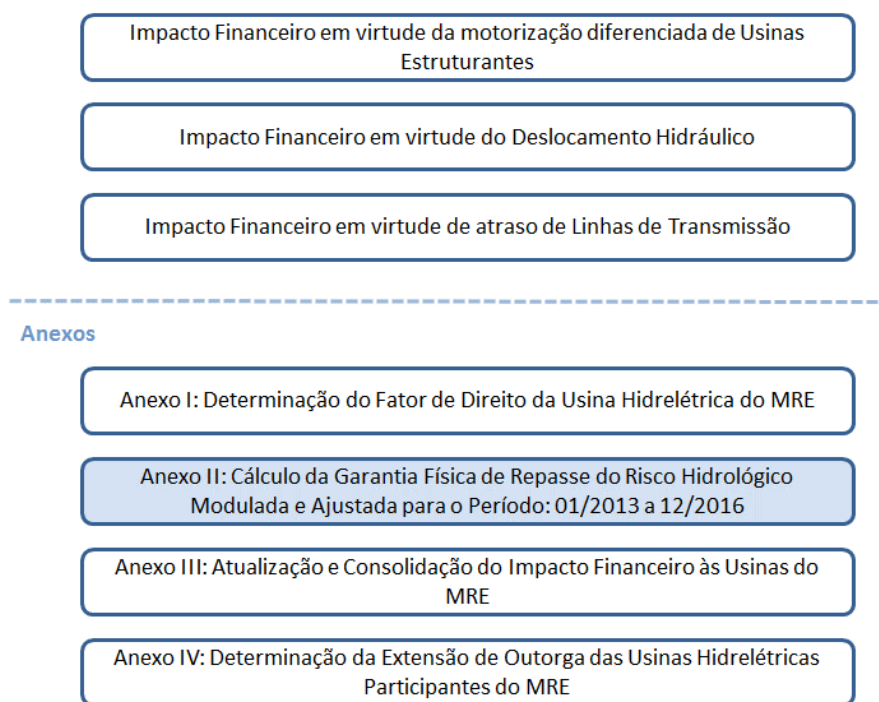 Impacto Financeiro em virtude da motorização diferenciada de Usinas
Estruturantes
Impacto Financeiro em virtude do Deslocamento Hidráulico
Impacto Financeiro em virtude de atraso de Linhas de Transmissão
Anexos
Anexo I: Determinação do Fator de Direito da Usina Hidrelétrica do MRE
Anexo II: Cálculo da Garantia Física de Repasse do Risco Hidrológico
Modulada e Ajustada para o Período: 01/2013 a 12/2016
Anexo III: Atualização e Consolidação do Impacto Financeiro às Usinas do
MRE
Anexo IV: Determinação da Extensão de Outorga das Usinas Hidrelétricas
Participantes do MRE